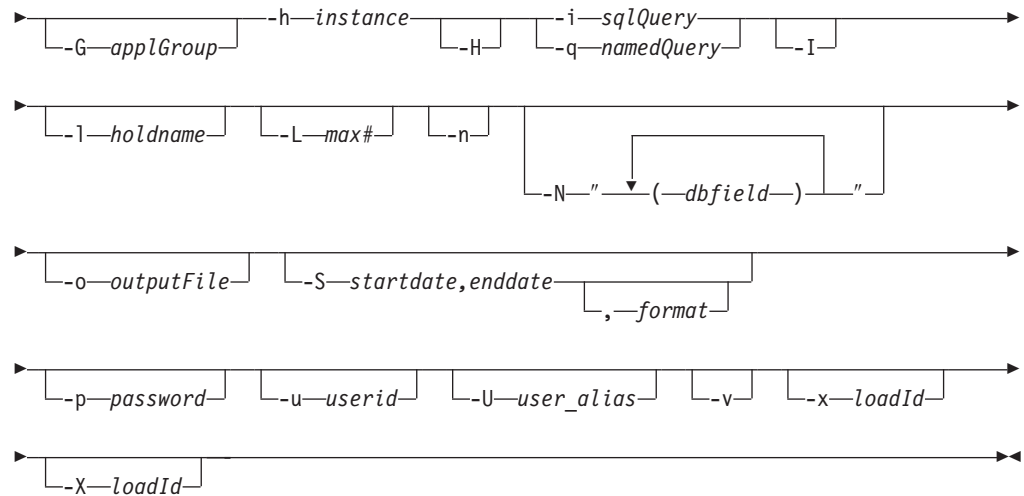 -h instance -i sqlQuery
-G applGroup -H -q namedQuery -I
-l holdname -L max# -n
-N " ( dbfield ) "
-o outputFile -S startdate,enddate
, format
-p password -u userid -U user_alias -v -x loadId
-X loadId